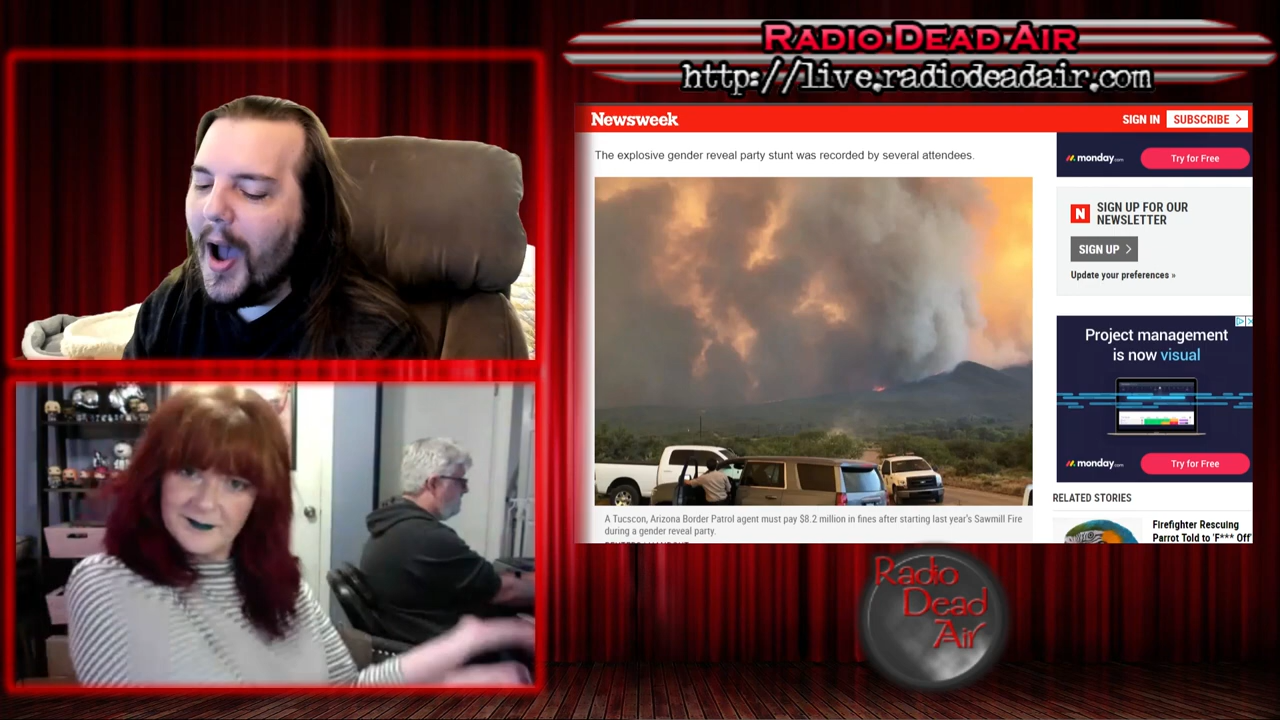 Radio Dead Air
http://live.radiodeadair.com
Newsweek
SIGN IN
SUBSCRIBE >
The explosive gender reveal party stunt was recorded by several attendees.
monday.com
Try for Free
N
SIGN UP FOR OUR
NEWSLETTER
SIGN UP >
Update your preferences »
Project management
is now visual
monday.com
Try for Free
A Tucscon, Arizona Border Patrol agent must pay $8.2 million in fines after starting last year's Sawmill Fire
during a gender reveal party.
RELATED STORIES
Firefighter Rescuing
Parrot Told to 'F*** Off'
Radio
Dead
Air